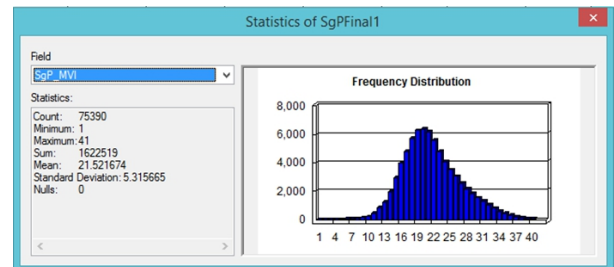 Statistics of SgPFinal1
Field
SgP_MVI
Statistics:
Count: 75390
Minimum: 1
Maximum: 41
Sum: 1622519
Mean: 21.521674
Standard Deviation: 5.315665
Nulls: 0
Frequency Distribution
8,000
6,000
4,000
2,000
0
1 4 7 10 13 16 19 22 25 28 31 34 37 40